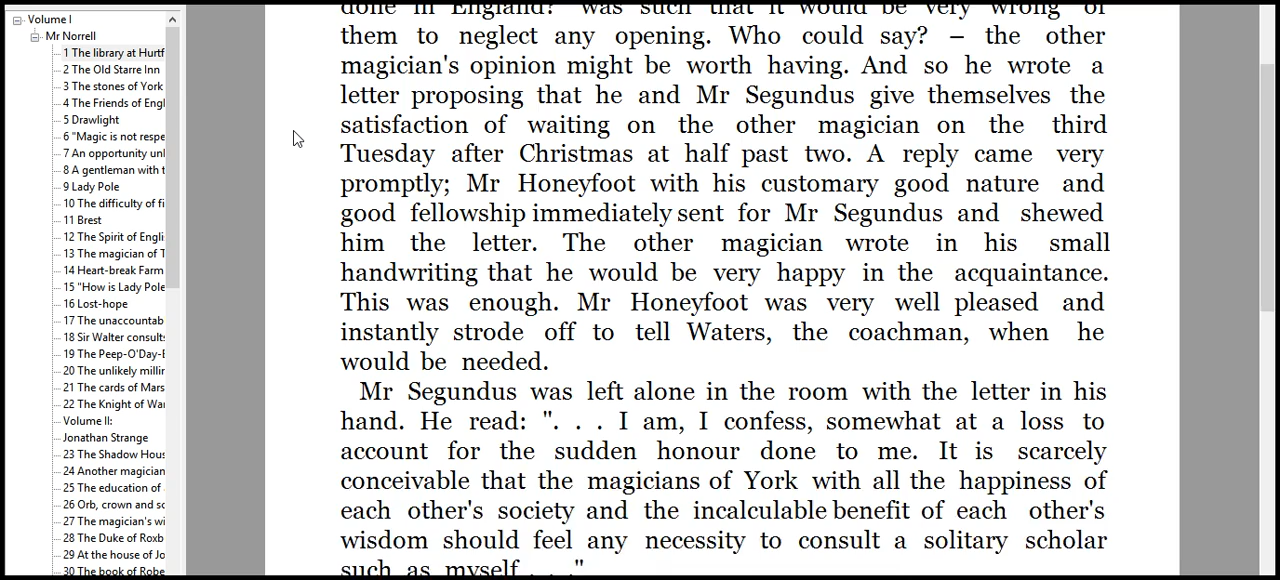 Volume I
Mr Norrell
1 The library at Hurtf
2 The Old Starre Inn
3 The stones of York
4 The Friends of Engl
5 Drawlight
6 "Magic is not respe
7 An opportunity unl
8 A gentleman with t
9 Lady Pole
10 The difficulty of fi
11 Brest
12 The Spirit of Engli
13 The magician of T
14 Heart-break Farm
15 "How is Lady Pole
16 Lost-hope
17 The unaccountab
18 Sir Walter consults
19 The Peep-O'Day-B
20 The unlikely millin
21 The cards of Mars
22 The Knight of Wan
Volume II:
Jonathan Strange
23 The Shadow Hous
24 Another magician
25 The education of
26 Orb, crown and sc
27 The magician's wi
28 The Duke of Roxb
29 At the house of Jo
30 The book of Robe
done in England? was such that it would be very wrong of
them to neglect any opening. Who could say? – the other
magician's opinion might be worth having. And so he wrote a
letter proposing that he and Mr Segundus give themselves the
satisfaction of waiting on the other magician on the third
Tuesday after Christmas at half past two. A reply came very
promptly; Mr Honeyfoot with his customary good nature and
good fellowship immediately sent for Mr Segundus and shewed
him the letter. The other magician wrote in his small
handwriting that he would be very happy in the acquaintance.
This was enough. Mr Honeyfoot was very well pleased and
instantly strode off to tell Waters, the coachman, when he
would be needed.
Mr Segundus was left alone in the room with the letter in his
hand. He read: ". . . I am, I confess, somewhat at a loss to
account for the sudden honour done to me. It is scarcely
conceivable that the magicians of York with all the happiness of
each other's society and the incalculable benefit of each other's
wisdom should feel any necessity to consult a solitary scholar
such as myself . . ."